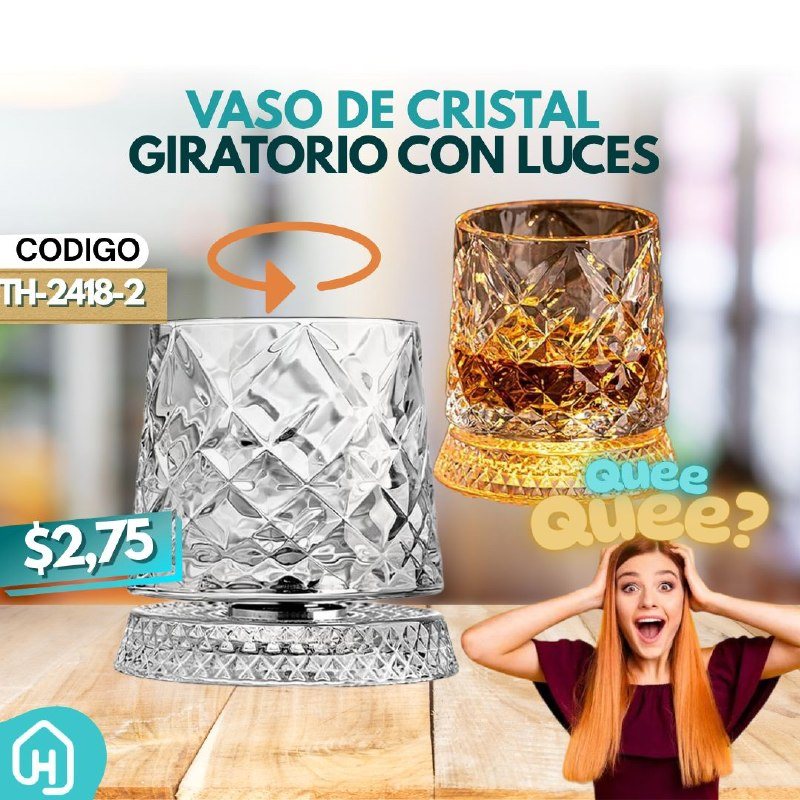 VASO DE CRISTAL
GIRATORIO CON LUCES
CODIGO
TH-2418-2
$2,75
Quee
Quee?
H